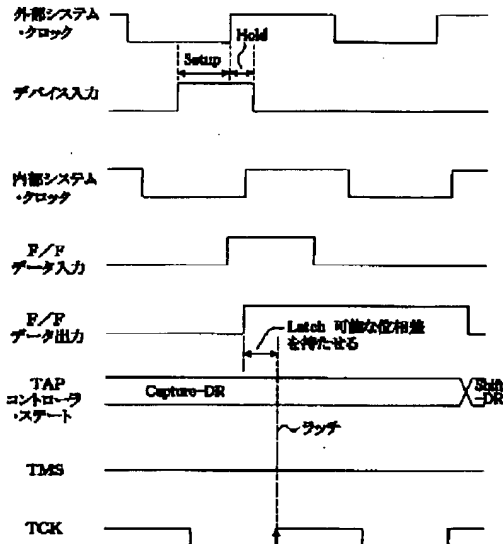 外部システム
・クロック
Hold
Setup
デバイス入力
内部システム
・クロック
F/F
データ入力
F/F
データ出力
Latch 可能な位相差
を持たせる
TAP
コントローラ
・ステート
Capture-DR
Shift
-DR
ラッチ
TMS
TCK